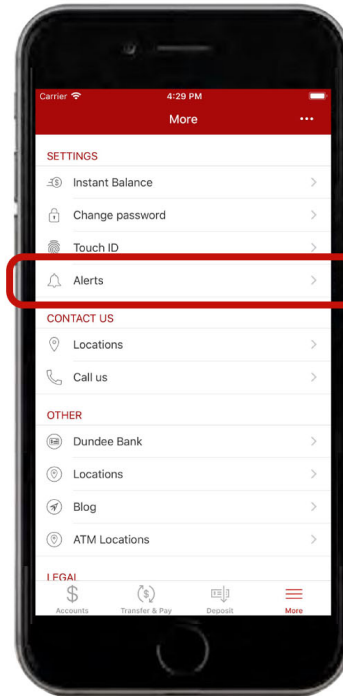 Carrier 4:29 PM
More
SETTINGS
Instant Balance
Change password
Touch ID
Alerts
CONTACT US
Locations
Call us
OTHER
Dundee Bank
Locations
Blog
ATM Locations
LEGAL
Accounts Transfer & Pay Deposit More